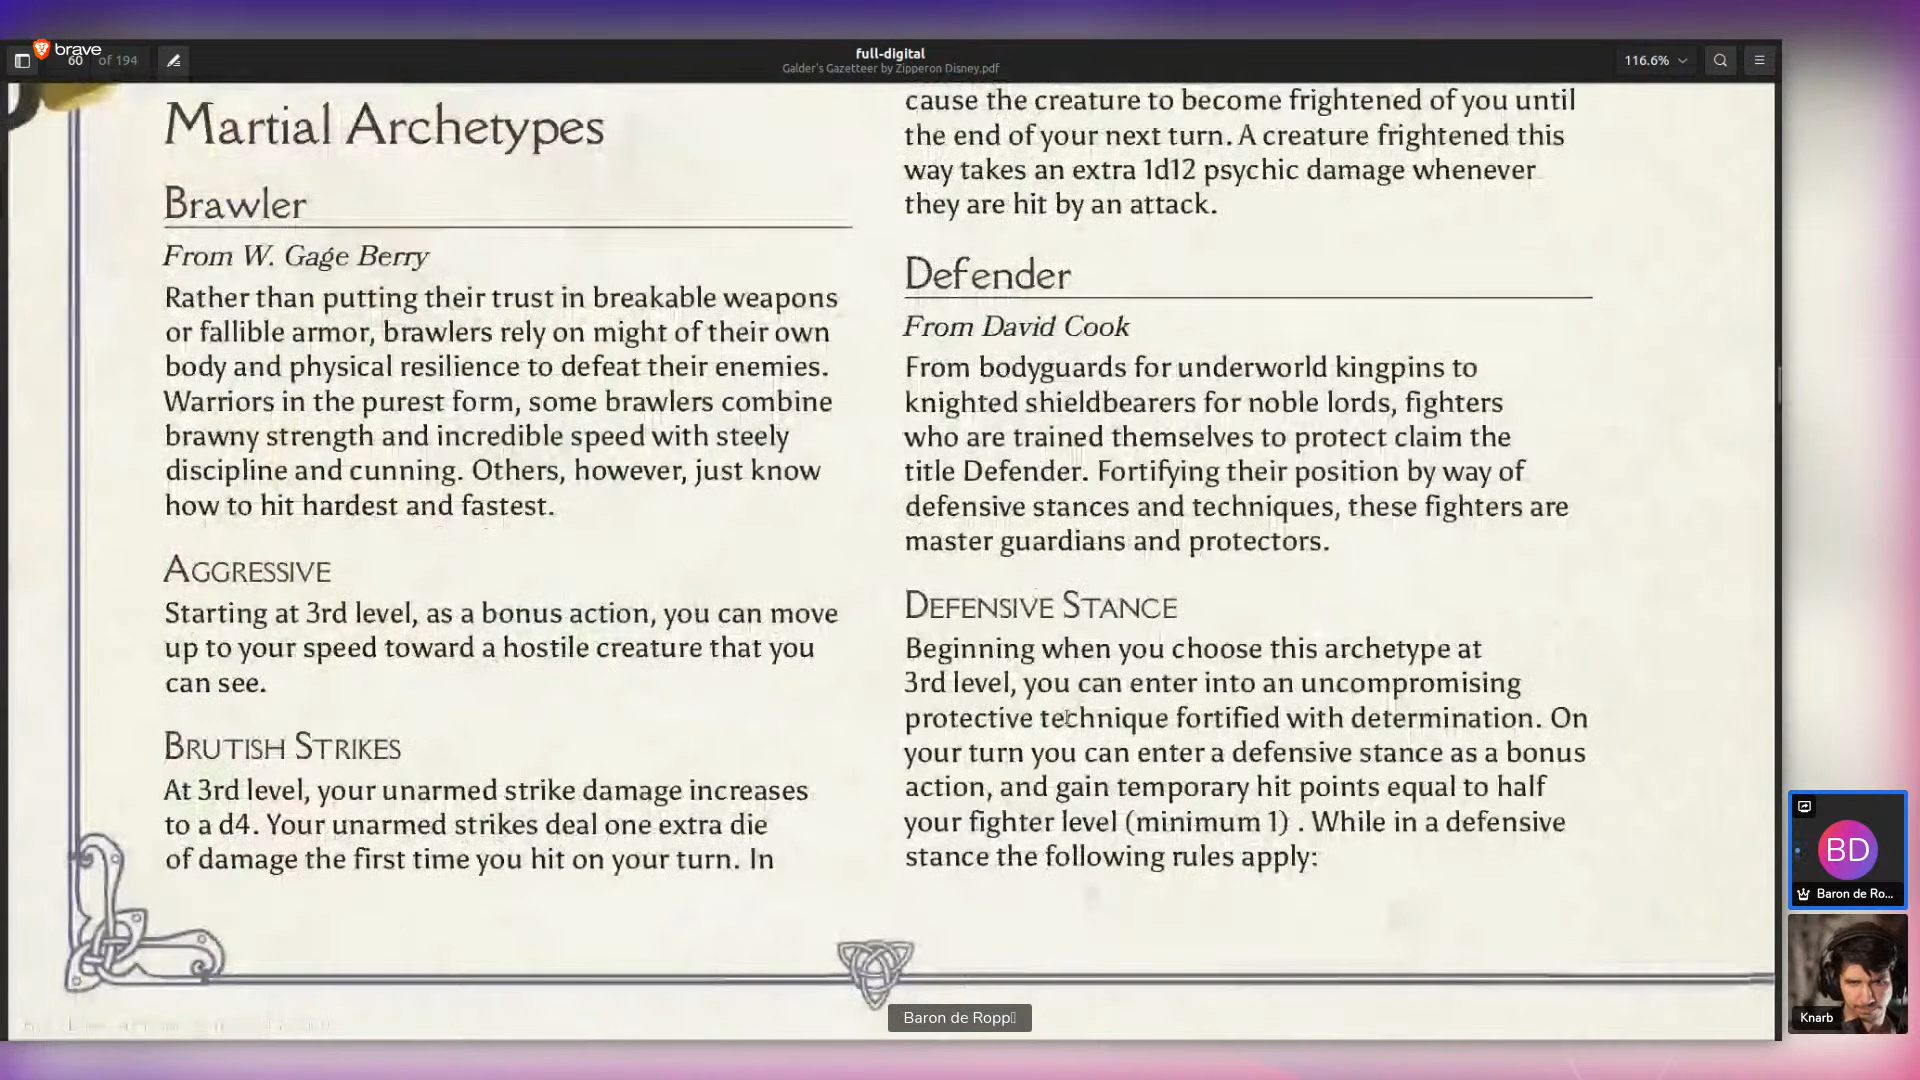 brave
60 of 194
full-digital
Galder's Gazetteer by Zipperon Disney.pdf
116.6%
Martial Archetypes
Brawler
From W. Gage Berry
Rather than putting their trust in breakable weapons
or fallible armor, brawlers rely on might of their own
body and physical resilience to defeat their enemies.
Warriors in the purest form, some brawlers combine
brawny strength and incredible speed with steely
discipline and cunning. Others, however, just know
how to hit hardest and fastest.
Aggressive
Starting at 3rd level, as a bonus action, you can move
up to your speed toward a hostile creature that you
can see.
Brutish Strikes
At 3rd level, your unarmed strike damage increases
to a d4. Your unarmed strikes deal one extra die
of damage the first time you hit on your turn. In
cause the creature to become frightened of you until
the end of your next turn. A creature frightened this
way takes an extra 1d12 psychic damage whenever
they are hit by an attack.
Defender
From David Cook
From bodyguards for underworld kingpins to
knighted shieldbearers for noble lords, fighters
who are trained themselves to protect claim the
title Defender. Fortifying their position by way of
defensive stances and techniques, these fighters are
master guardians and protectors.
Defensive Stance
Beginning when you choose this archetype at
3rd level, you can enter into an uncompromising
protective technique fortified with determination. On
your turn you can enter a defensive stance as a bonus
action, and gain temporary hit points equal to half
your fighter level (minimum 1) . While in a defensive
stance the following rules apply:
BD
Baron de Ro...
Knarb
Baron de Ropp